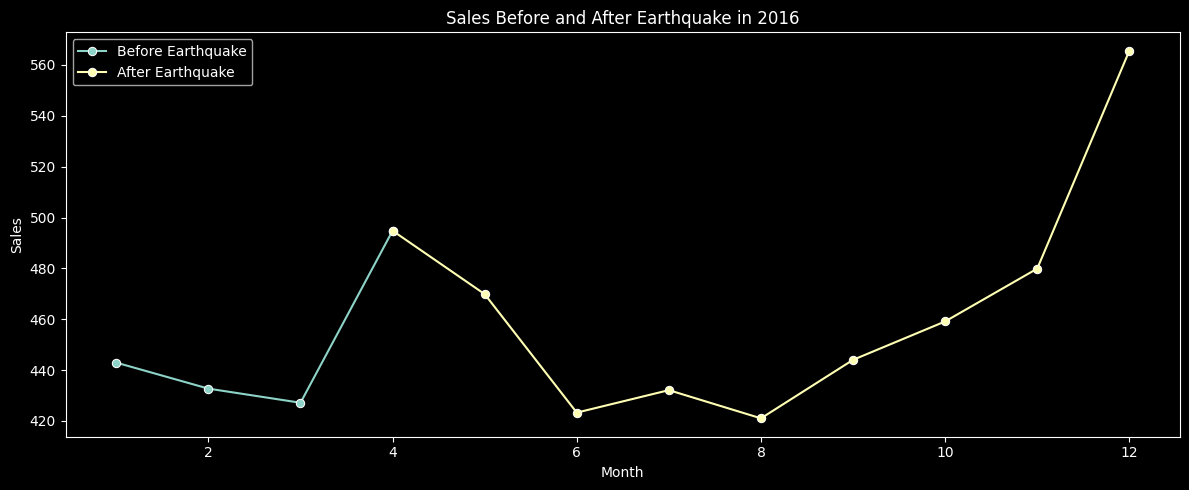 Sales Before and After Earthquake in 2016
Before Earthquake
After Earthquake
Sales
560
540
520
500
480
460
440
420
2 4 6 8 10 12
Month